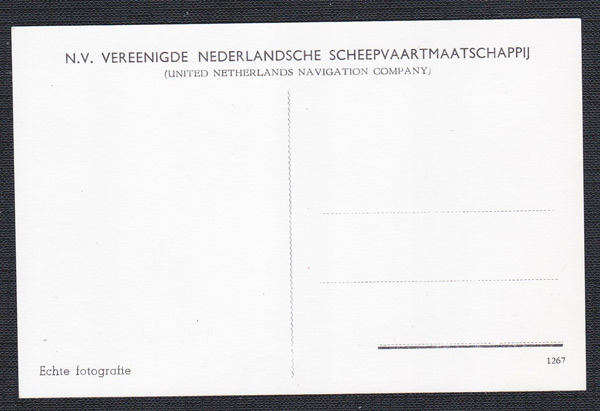 N.V. VEREENIGDE NEDERLANDSCHE SCHEEPVAARTMAATSCHAPPIJ
(UNITED NETHERLANDS NAVIGATION COMPANY)
Echte fotografie
1267